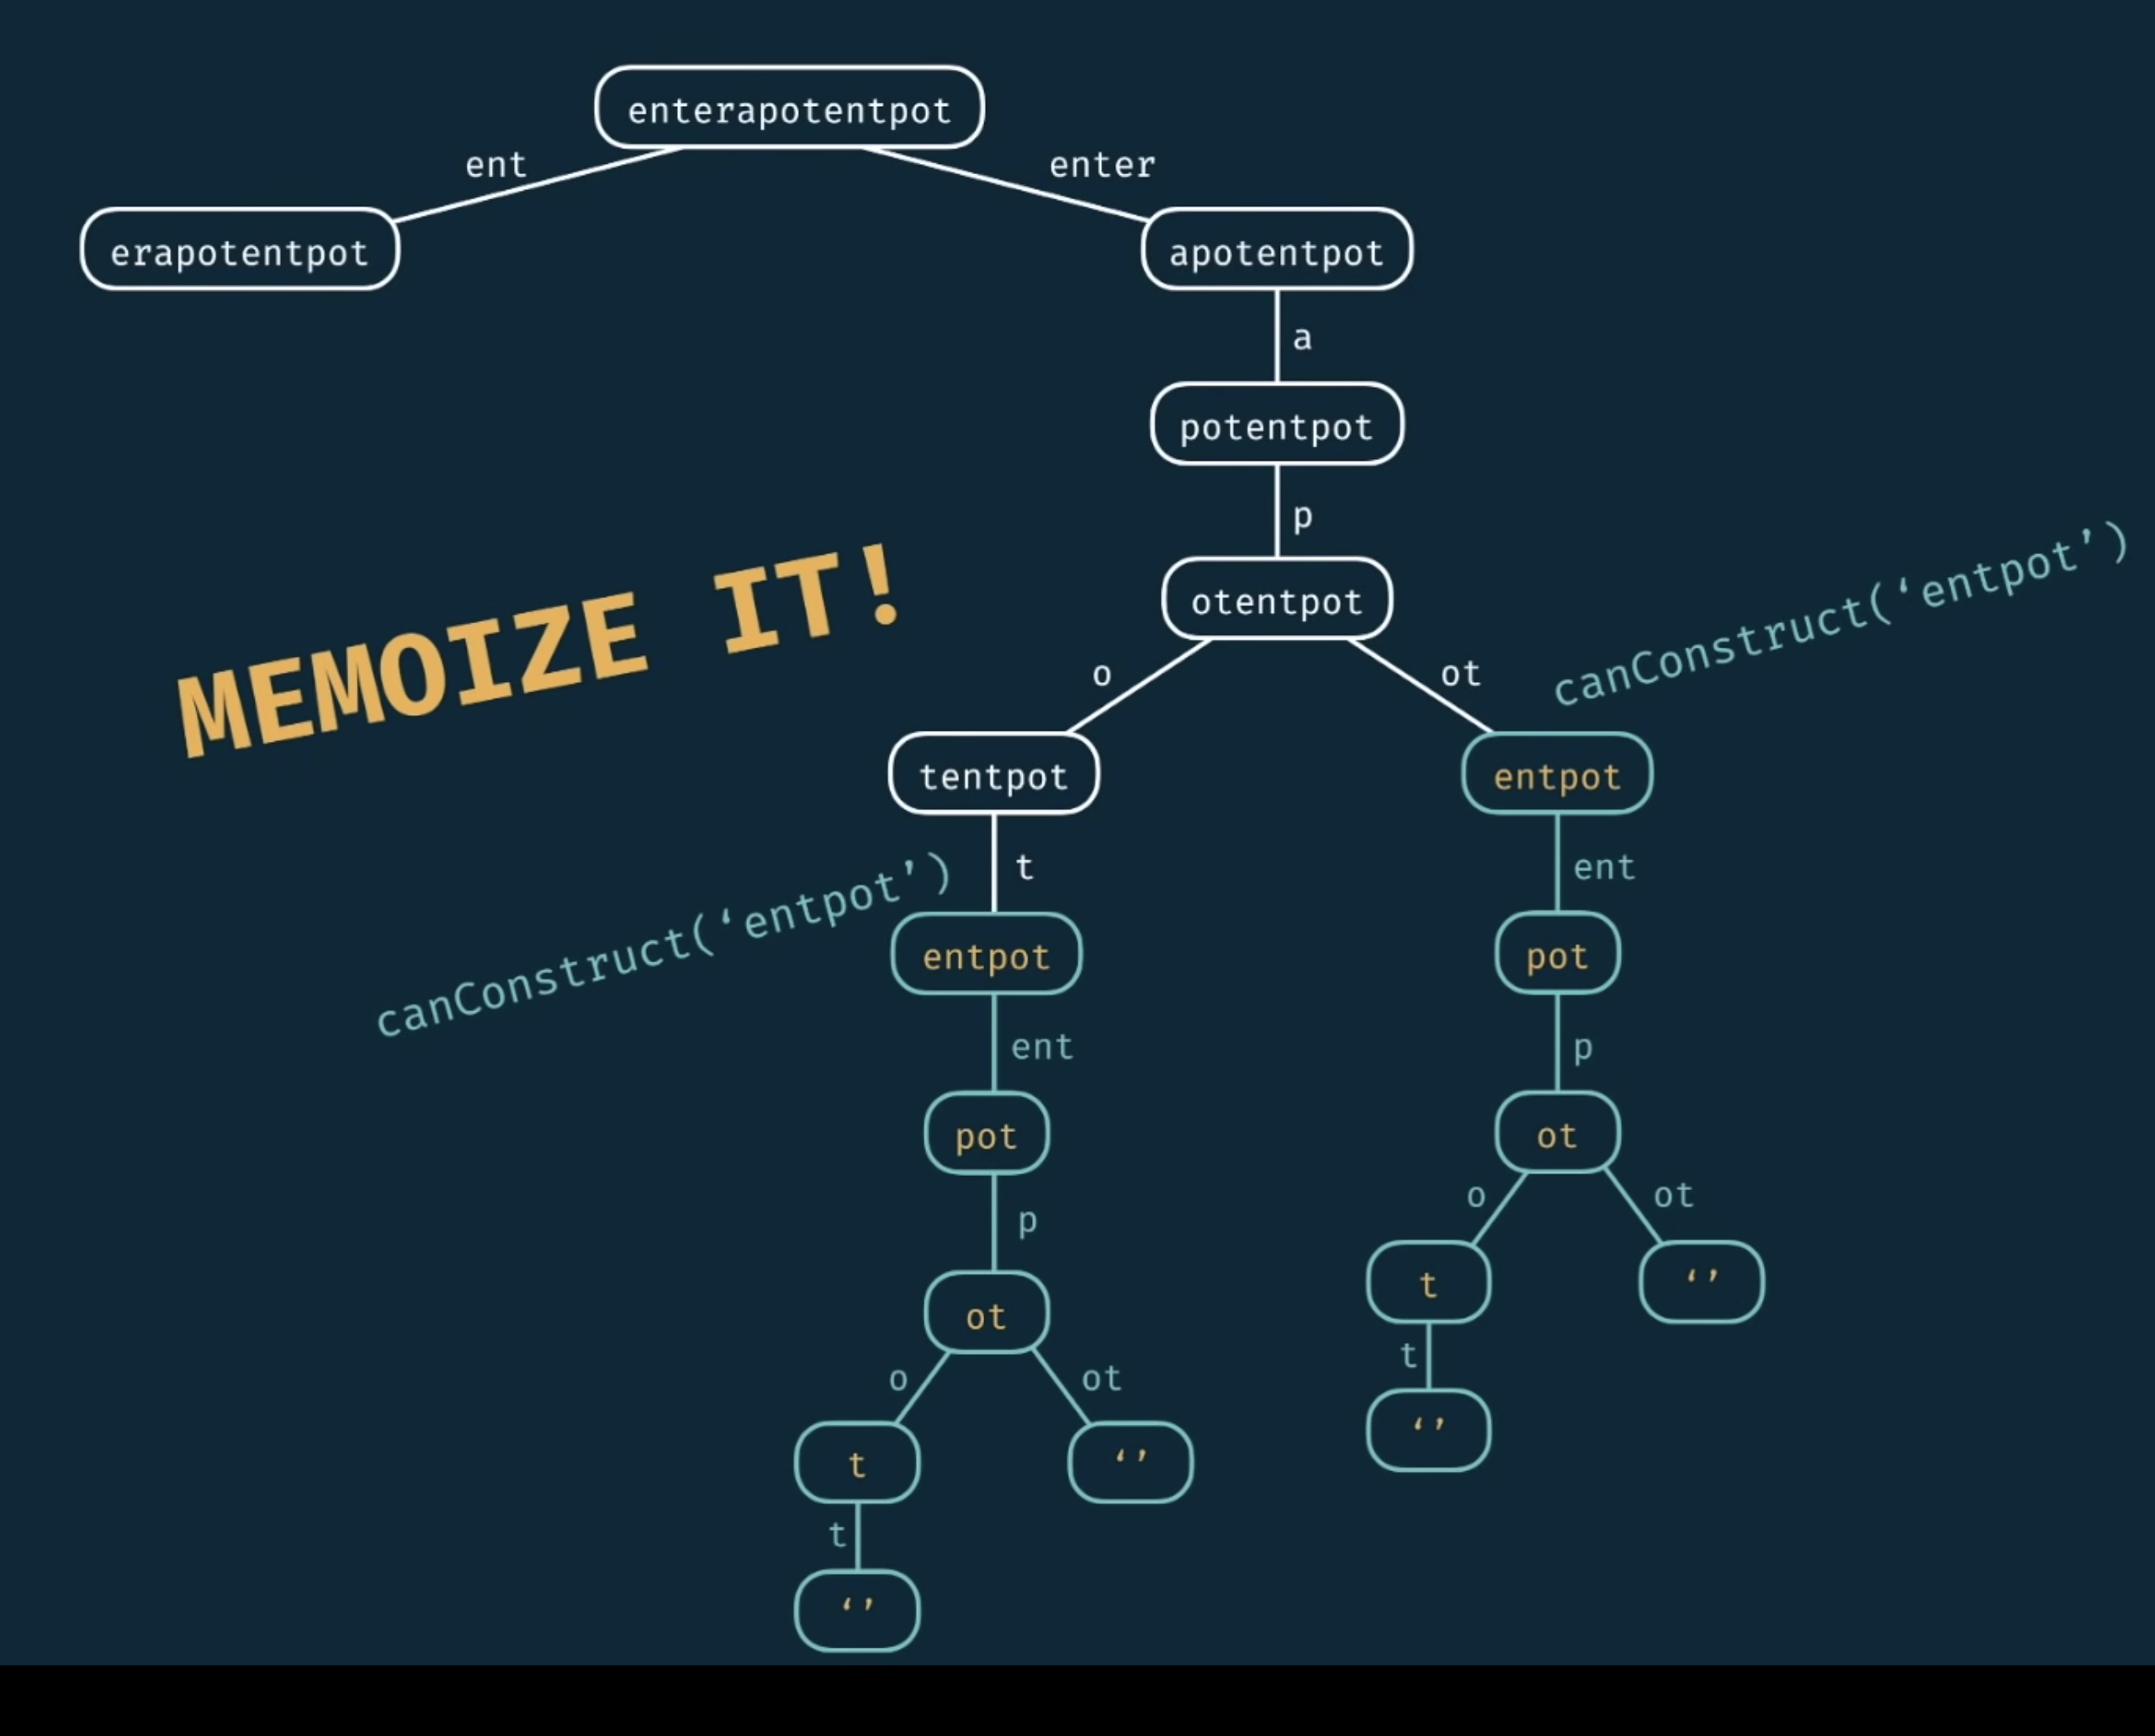 enterapotentpot
ent
enter
erapotentpot
apotentpot
a
potentpot
p
otentpot
MEMOIZE IT!
canConstruct(‘entpot’)
o
ot
tentpot
entpot
t
ent
canConstruct(‘entpot’)
entpot
pot
ent
p
pot
ot
p
o
ot
ot
t
‘’
o
ot
t
t
‘’
‘’
t
‘’